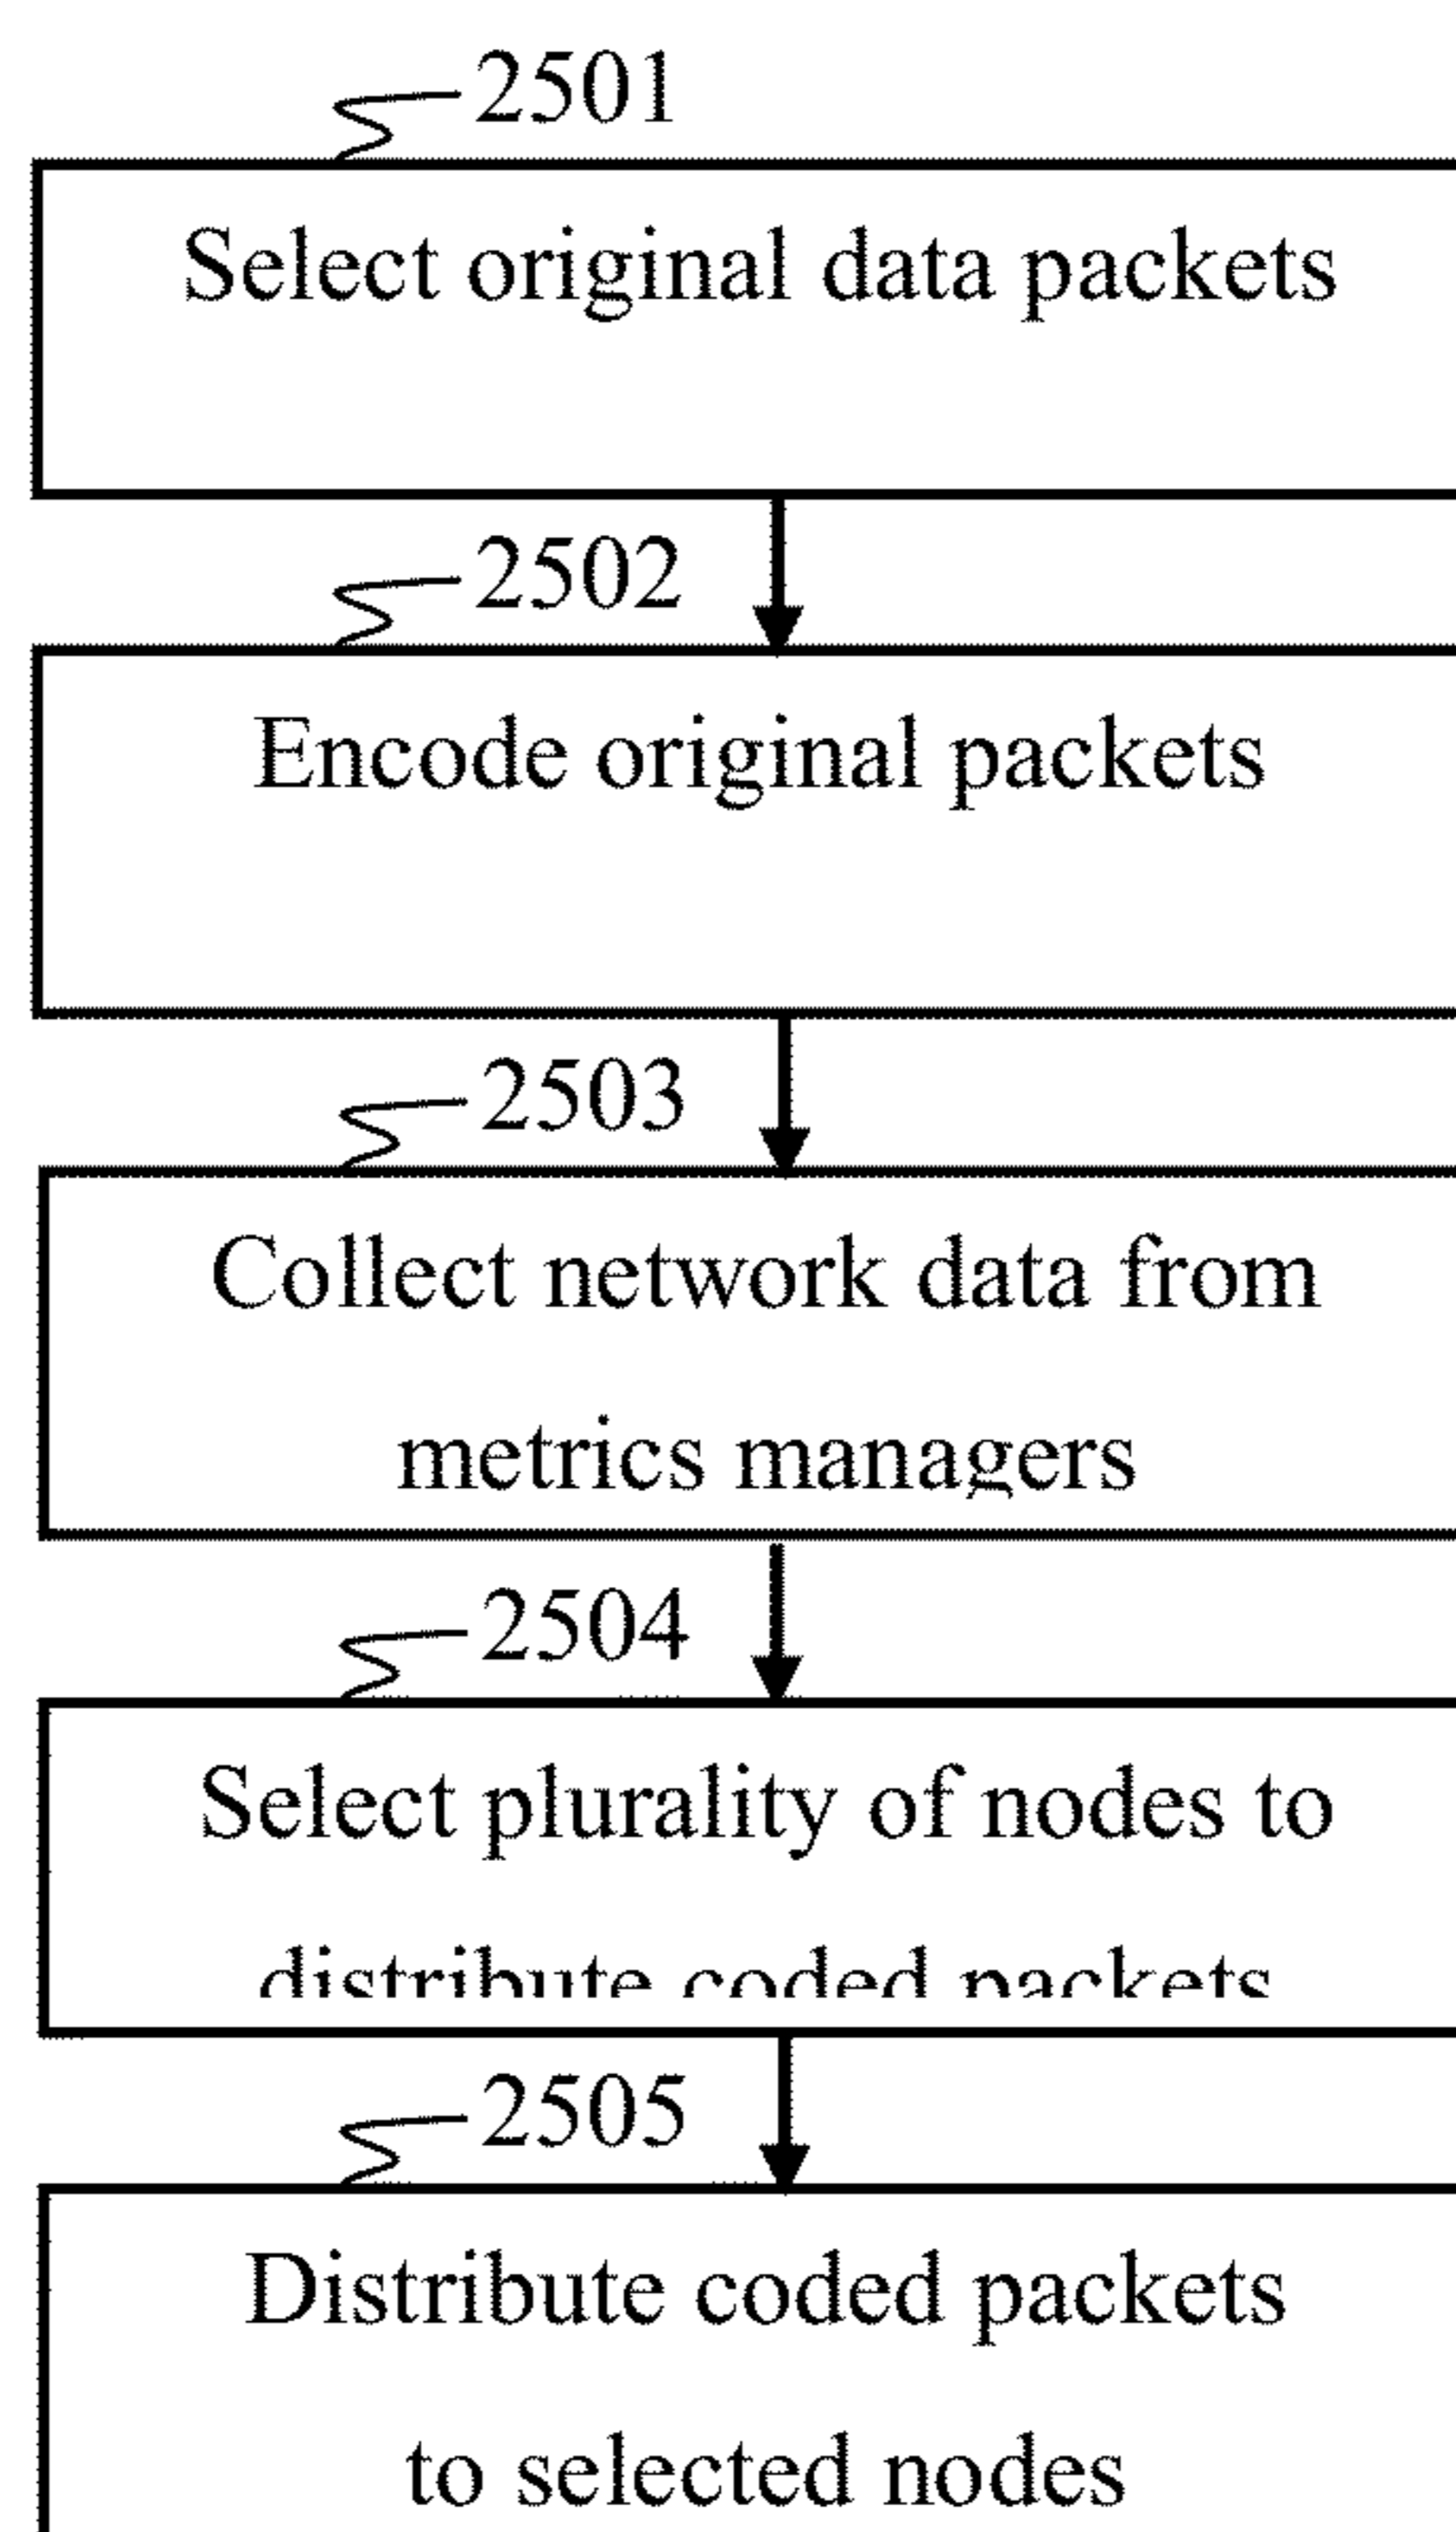 2501
Select original data packets
2502
Encode original packets
2503
Collect network data from
metrics managers
2504
Select plurality of nodes to
distribute coded packets
2505
Distribute coded packets
to selected nodes